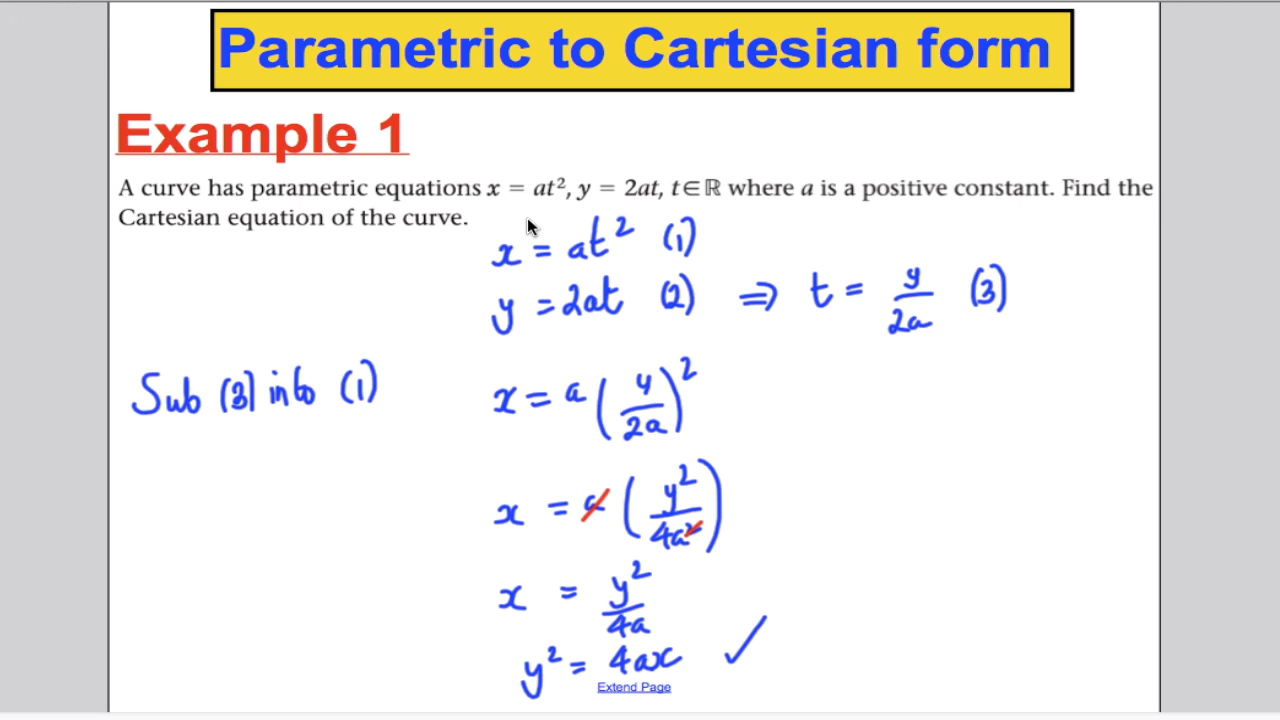 Parametric to Cartesian form
Example 1
A curve has parametric equations x = at², y = 2at, t∈ℝ where a is a positive constant. Find the
Cartesian equation of the curve.
x = at² (1)
y = 2at (2) ⇒ t = y/2a (3)
Sub (3) into (1) x = a (y/2a)²
x = a (y²/4a²)
x = y²/4a
y² = 4ax ✓
Extend Page